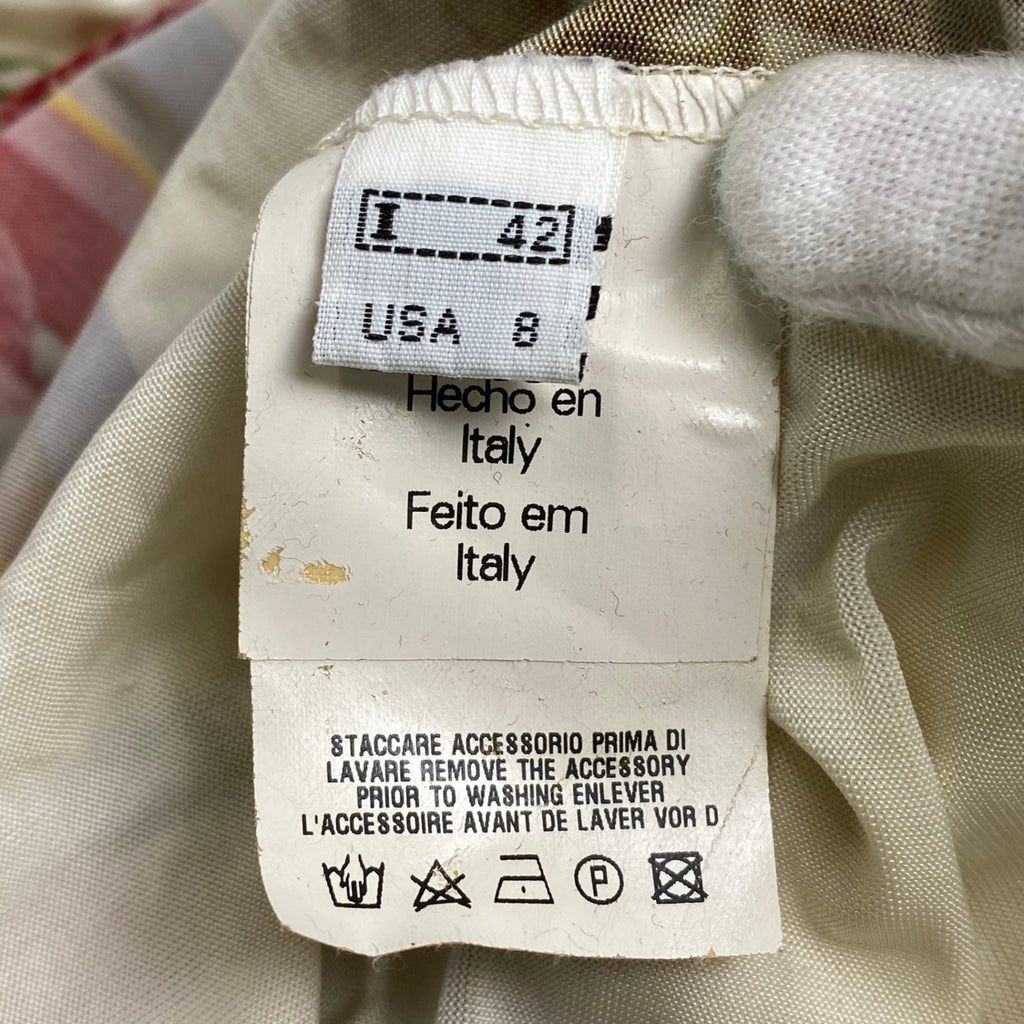 I 42
USA 8
Hecho en
Italy
Feito em
Italy
STACCARE ACCESSORIO PRIMA DI
LAVARE REMOVE THE ACCESSORY
PRIOR TO WASHING ENLEVER
L'ACCESSOIRE AVANT DE LAVER VOR D
P